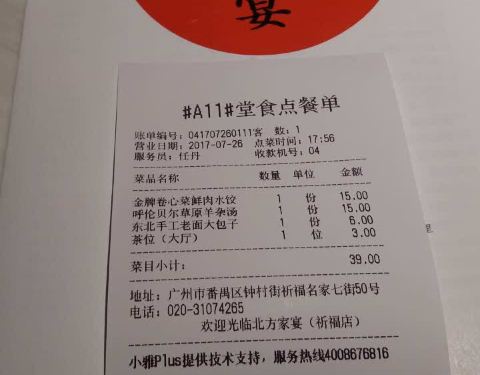 宴
#A11#堂食点餐单
账单编号：041707260111客 数：1
营业日期：2017-07-26 点菜时间：17:56
服务员：任丹 收款机号：04
菜品名称 数量 单位 金额
金牌卷心菜鲜肉水饺 1 份 15.00
呼伦贝尔草原羊杂汤 1 份 15.00
东北手工老面大包子 1 份 6.00
茶位（大厅） 1 位 3.00
菜目小计： 39.00
地址：广州市番禺区钟村街祈福名家七街50号
电话：020-31074265
欢迎光临北方家宴（祈福店）
小雅Plus提供技术支持，服务热线4008676816